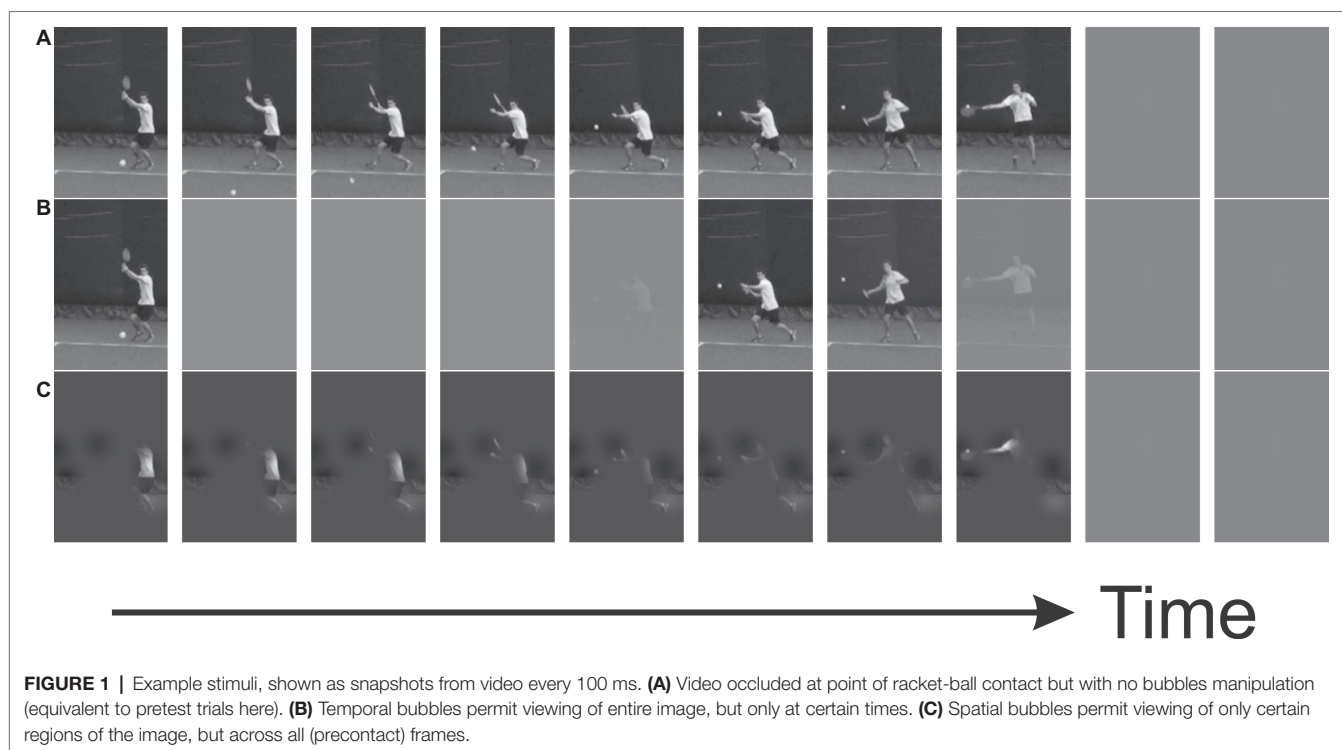 A
B
C
Time
FIGURE 1 | Example stimuli, shown as snapshots from video every 100 ms. (A) Video occluded at point of racket-ball contact but with no bubbles manipulation
(equivalent to pretest trials here). (B) Temporal bubbles permit viewing of entire image, but only at certain times. (C) Spatial bubbles permit viewing of only certain
regions of the image, but across all (precontact) frames.